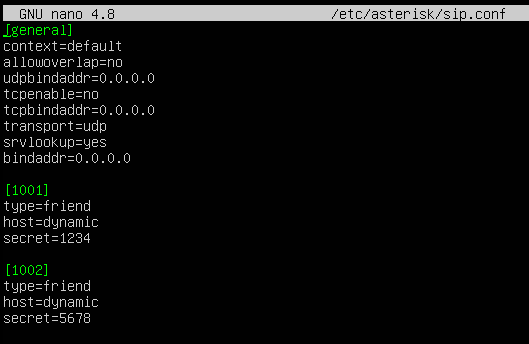 GNU nano 4.8 /etc/asterisk/sip.conf
[general]
context=default
allowoverlap=no
udpbindaddr=0.0.0.0
tcpenable=no
tcpbindaddr=0.0.0.0
transport=udp
srvlookup=yes
bindaddr=0.0.0.0
[1001]
type=friend
host=dynamic
secret=1234
[1002]
type=friend
host=dynamic
secret=5678